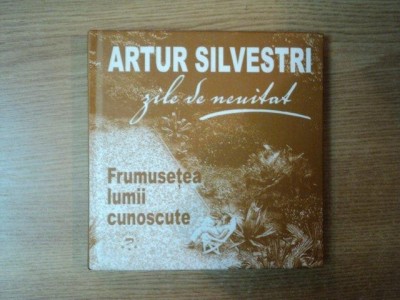 ARTUR SILVESTRI
zile de neuitat
Frumusețea
lumii
cunoscute